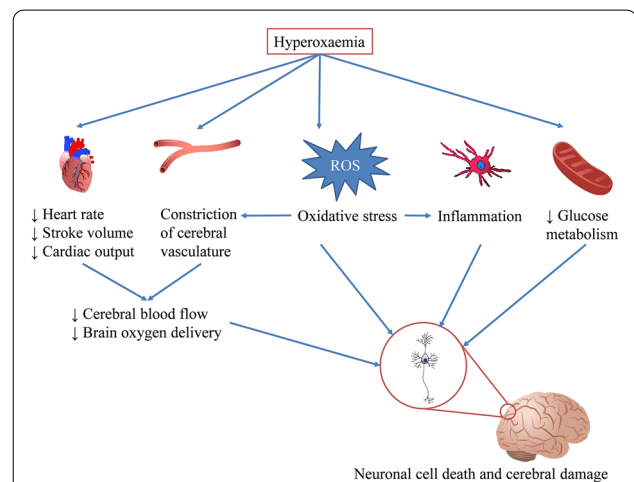 Hyperoxaemia
ROS
↓ Heart rate
↓ Stroke volume
↓ Cardiac output
Constriction
of cerebral
vasculature
Oxidative stress
Inflammation
↓ Glucose
metabolism
↓ Cerebral blood flow
↓ Brain oxygen delivery
Neuronal cell death and cerebral damage